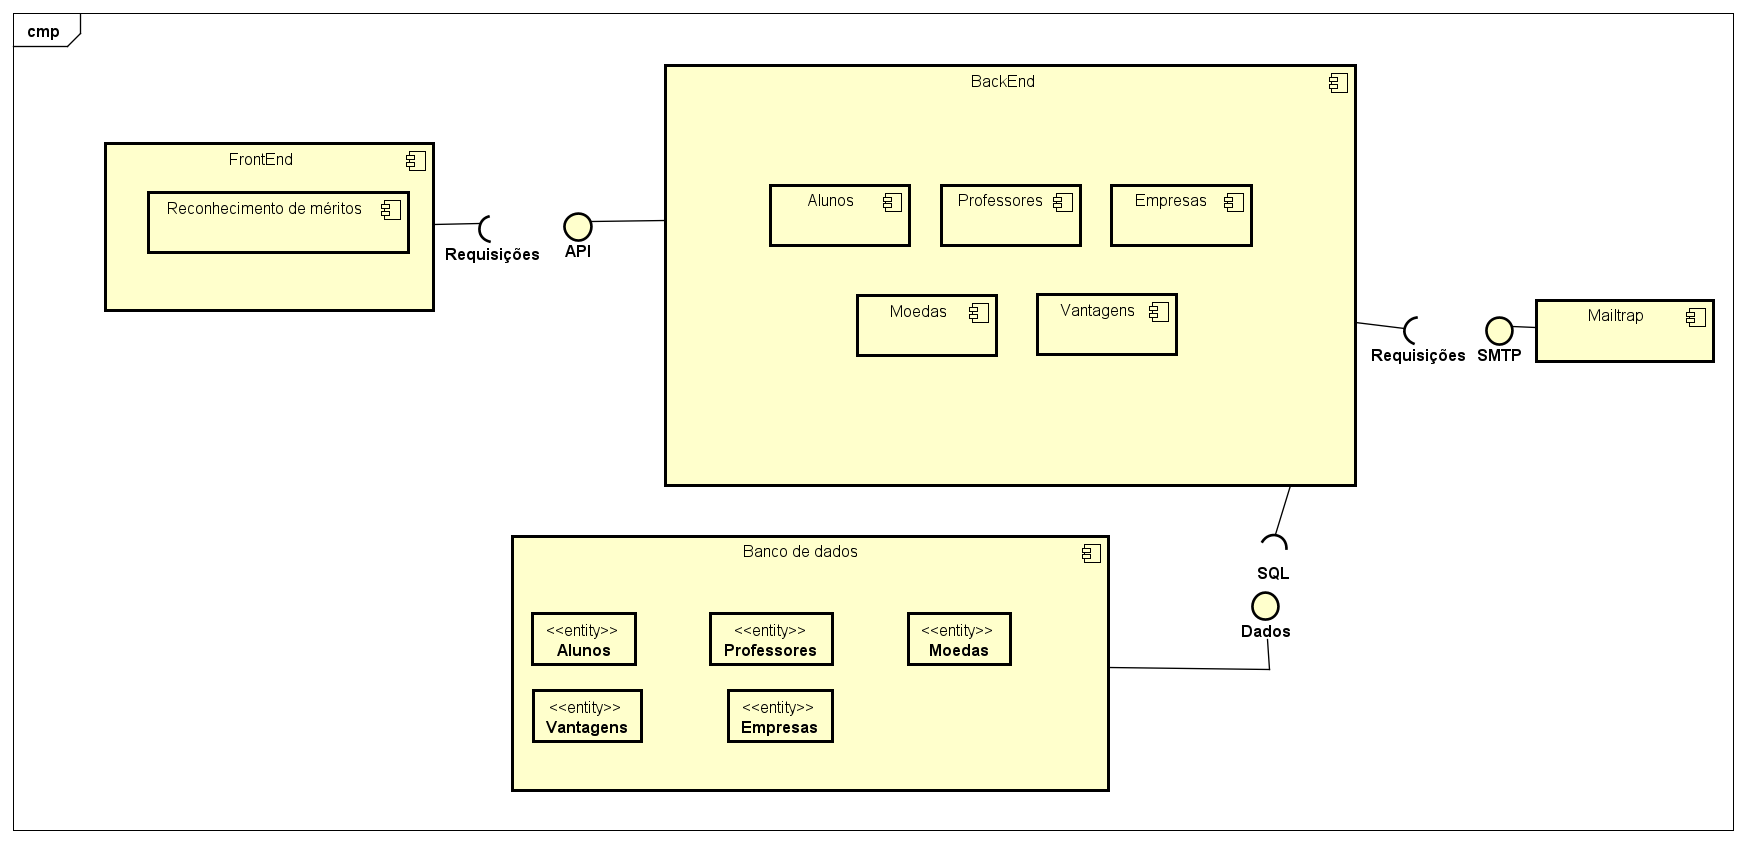 cmp
BackEnd
FrontEnd
Reconhecimento de méritos
Alunos
Professores
Empresas
Requisições
API
Moedas
Vantagens
Mailtrap
Requisições
SMTP
Banco de dados
SQL
Dados
<<entity>>
Alunos
<<entity>>
Professores
<<entity>>
Moedas
<<entity>>
Vantagens
<<entity>>
Empresas